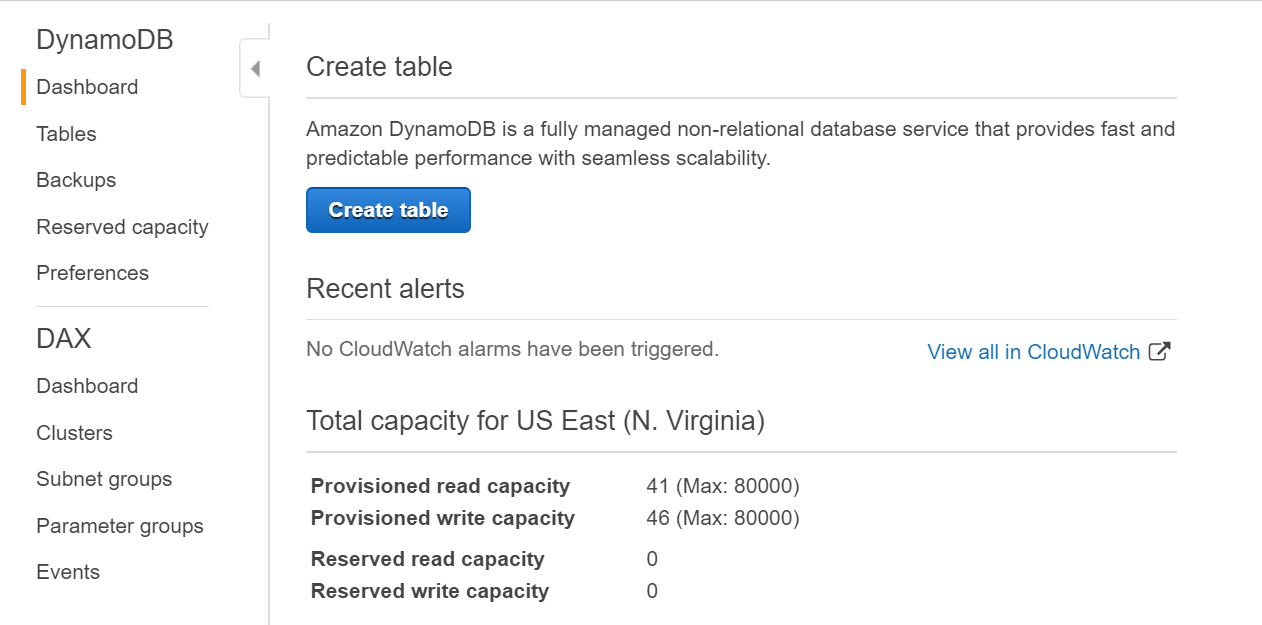 DynamoDB
Dashboard
Tables
Backups
Reserved capacity
Preferences
DAX
Dashboard
Clusters
Subnet groups
Parameter groups
Events
Create table
Amazon DynamoDB is a fully managed non-relational database service that provides fast and
predictable performance with seamless scalability.
Create table
Recent alerts
No CloudWatch alarms have been triggered.
View all in CloudWatch
Total capacity for US East (N. Virginia)
Provisioned read capacity 41 (Max: 80000)
Provisioned write capacity 46 (Max: 80000)
Reserved read capacity 0
Reserved write capacity 0